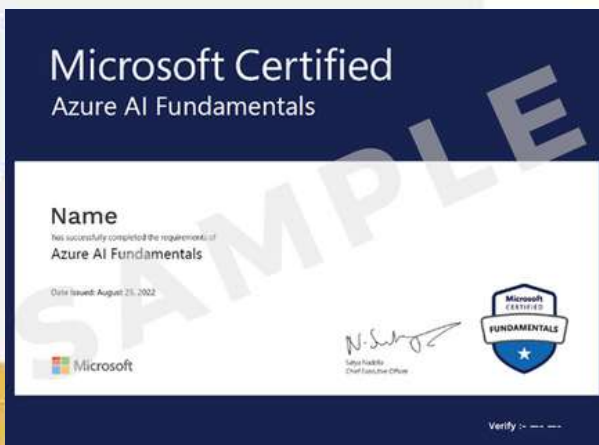 Microsoft Certified
Azure AI Fundamentals
SAMPLE
Name
has successfully completed the requirements of
Azure AI Fundamentals
Date Issued: August 25, 2022
Microsoft
CERTIFIED
FUNDAMENTALS
Satya Nadella
Chief Executive Officer
Microsoft
Verify :- --- ---